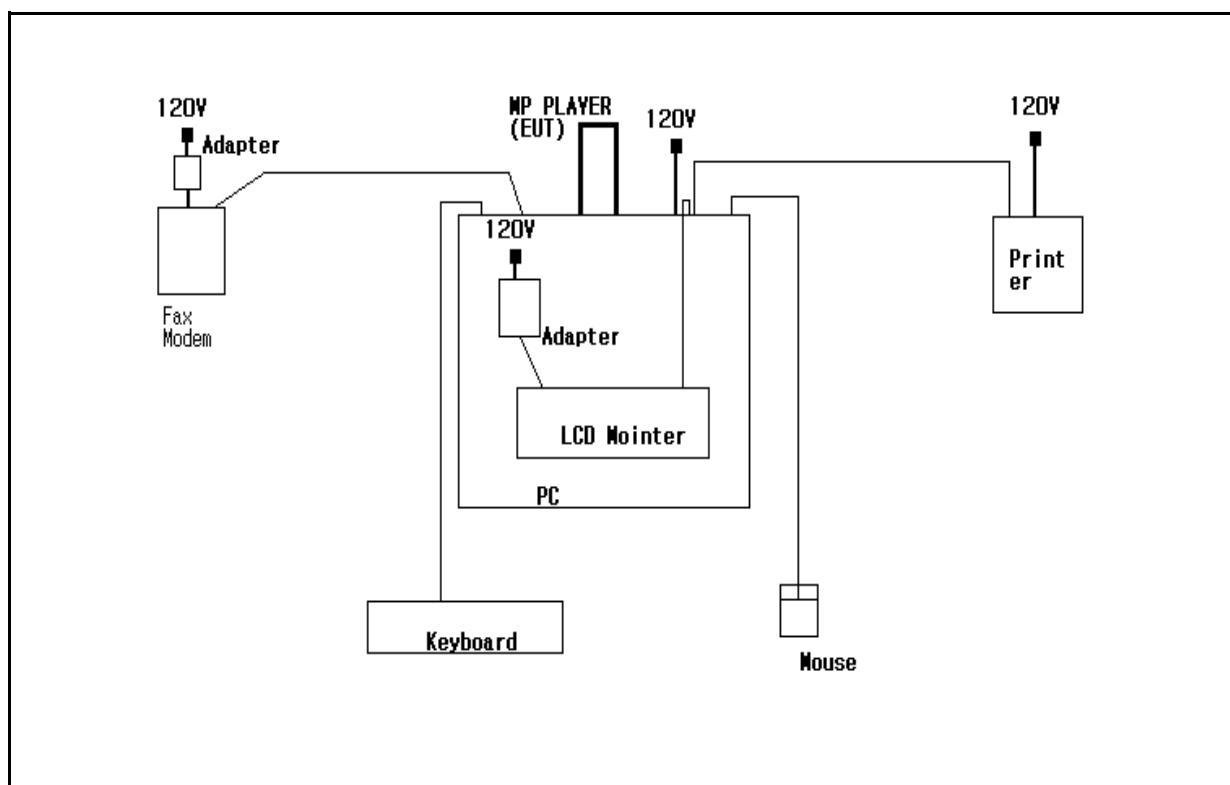 120V
Adapter
MP PLAYER
(EUT)
120V
120V
120V
Print
er
Fax
Modem
Adapter
LCD Mointer
PC
Keyboard
Mouse